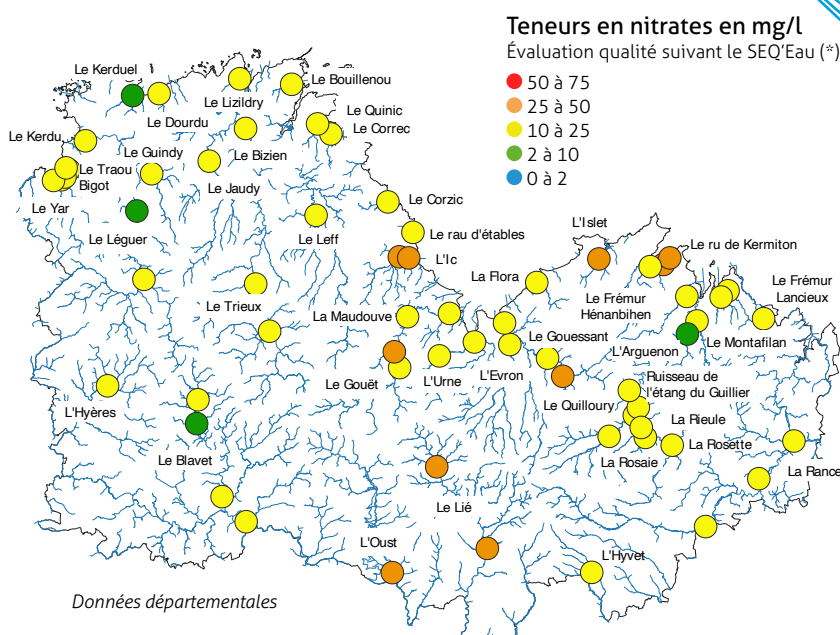 Teneurs en nitrates en mg/l
Évaluation qualité suivant le SEQ'Eau (*)
50 à 75
25 à 50
10 à 25
2 à 10
0 à 2
Le Kerduel
Le Bouillenou
Le Lizildry
Le Dourdu
Le Quinic
Le Correc
Le Kerdu
Le Guindy
Le Bizien
Le Traou
Bigot
Le Jaudy
Le Yar
Le Corzic
Le Léguer
Le Leff
Le rau d'étables
L'Ic
L'Islet
Le ru de Kermiton
La Flora
Le Frémur
Lancieux
Le Trieux
Le Frémur
Hénanbihen
La Maudouve
Le Gouessant
L'Arguenon
Le Montafilan
Le Gouët
L'Urne
L'Evron
Ruisseau de
l'étang du Guillier
L'Hyères
Le Quilloury
La Rieule
La Rosette
Le Blavet
La Rosaie
La Rance
Le Lié
L'Oust
L'Hyvet
Données départementales